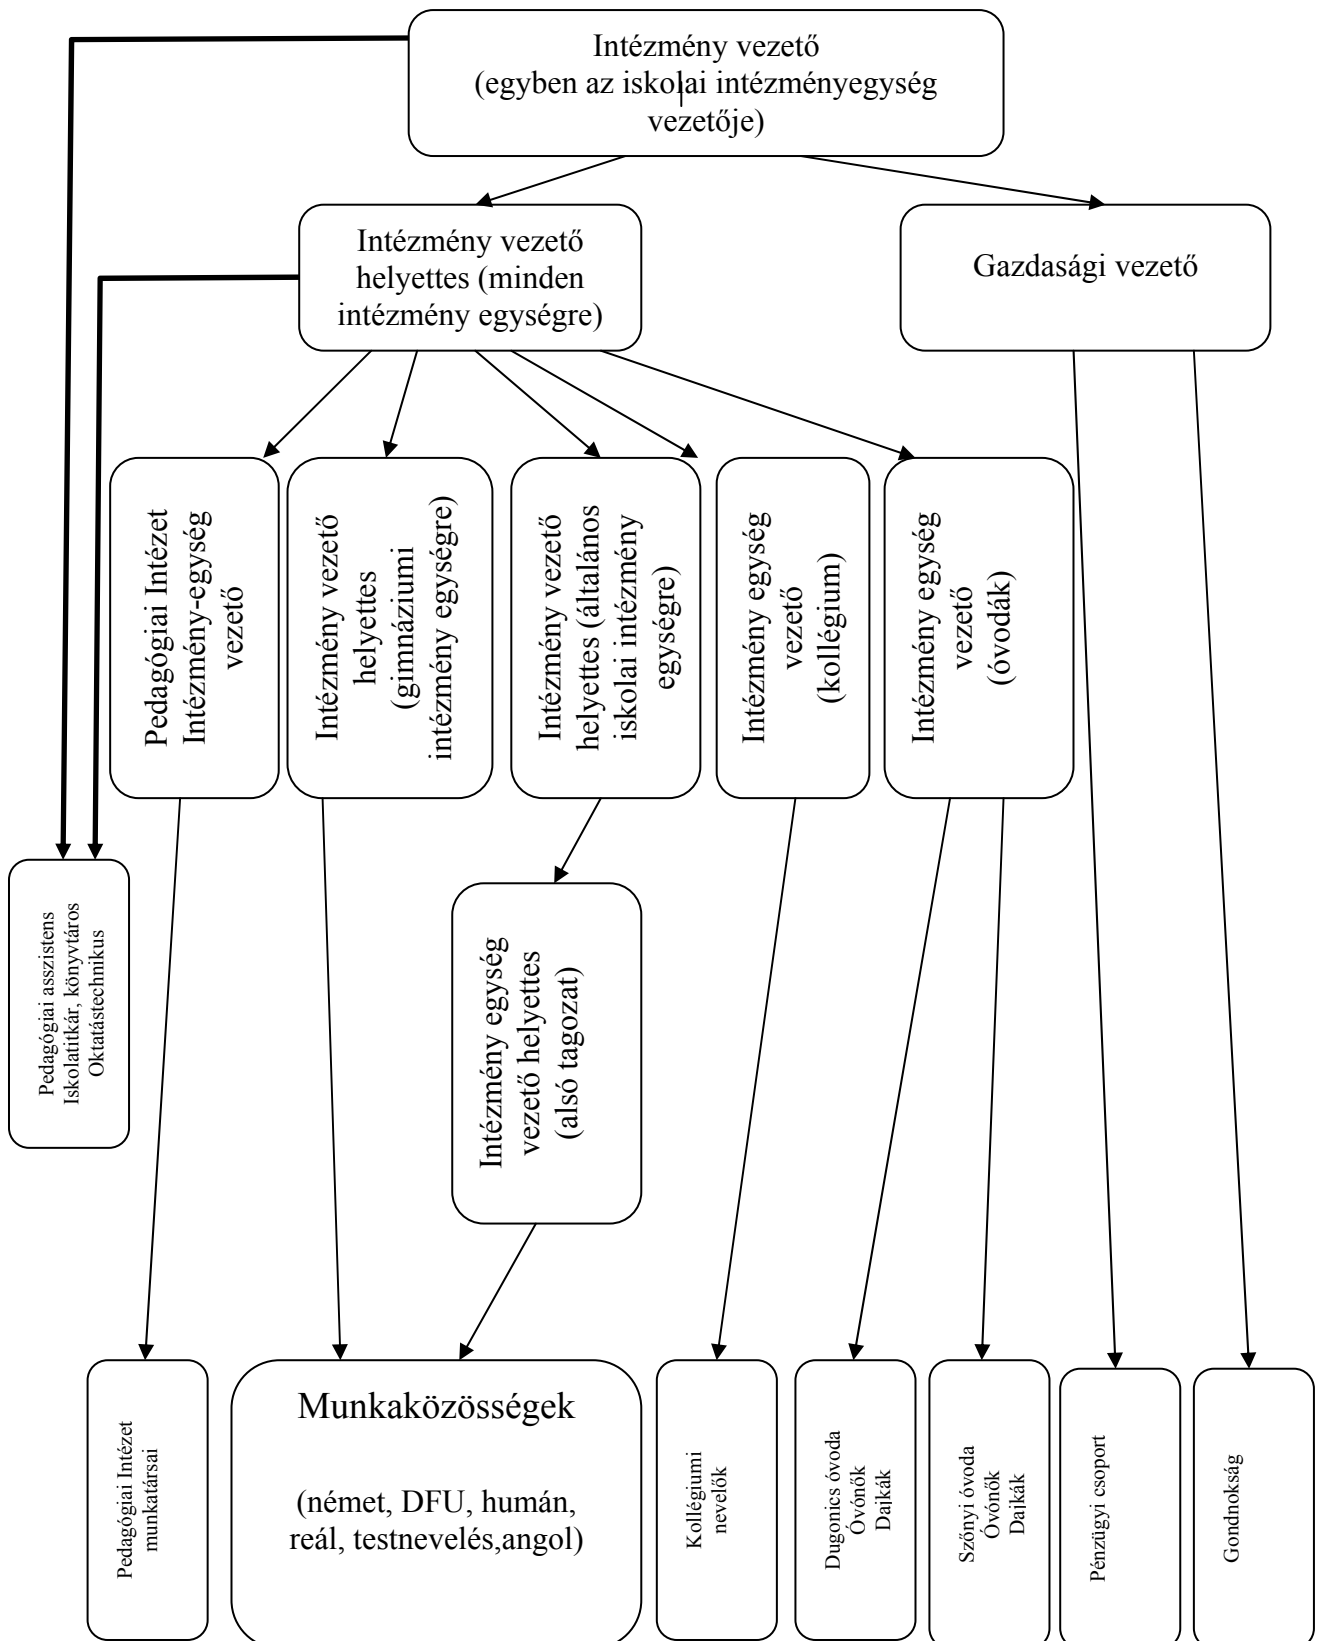 Intézmény vezető
(egyben az iskolai intézményegység
vezetője)
Intézmény vezető
helyettes (minden
intézmény egységre)
Gazdasági vezető
Pedagógiai Intézet
Intézmény-egység
vezető
Intézmény vezető
helyettes
(gimnáziumi
intézmény egységre)
Intézmény vezető
helyettes (általános
iskolai intézmény
egységre)
Intézmény egység
vezető
(kollégium)
Intézmény egység
vezető
(óvodák)
Pedagógiai asszistens
Iskolatitkár, könyvtáros
Oktatástechnikus
Intézmény egység
vezető helyettes
(alsó tagozat)
Pedagógiai Intézet
munkatársai
Munkaközösségek
(német, DFU, humán,
reál, testnevelés,angol)
Kollégiumi
nevelők
Dugonics óvoda
Óvónők
Dajkák
Szőnyi óvoda
Óvónők
Dajkák
Pénzügyi csoport
Gondnokság